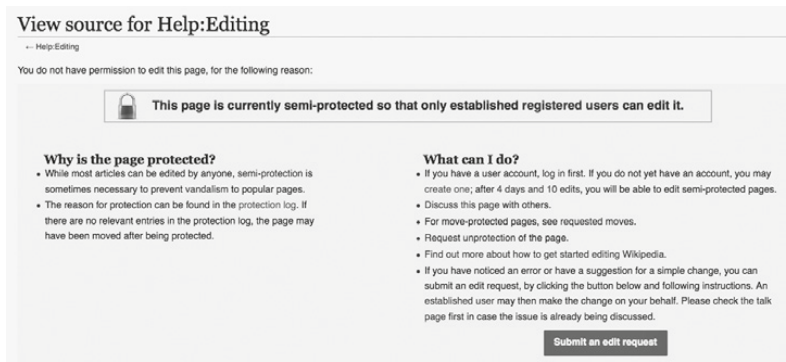 View source for Help:Editing
← Help:Editing
You do not have permission to edit this page, for the following reason:
This page is currently semi-protected so that only established registered users can edit it.
Why is the page protected?
• While most articles can be edited by anyone, semi-protection is
sometimes necessary to prevent vandalism to popular pages.
• The reason for protection can be found in the protection log. If
there are no relevant entries in the protection log, the page may
have been moved after being protected.
What can I do?
• If you have a user account, log in first. If you do not yet have an account, you may
create one; after 4 days and 10 edits, you will be able to edit semi-protected pages.
• Discuss this page with others.
• For move-protected pages, see requested moves.
• Request unprotection of the page.
• Find out more about how to get started editing Wikipedia.
• If you have noticed an error or have a suggestion for a simple change, you can
submit an edit request, by clicking the button below and following instructions. An
established user may then make the change on your behalf. Please check the talk
page first in case the issue is already being discussed.
Submit an edit request